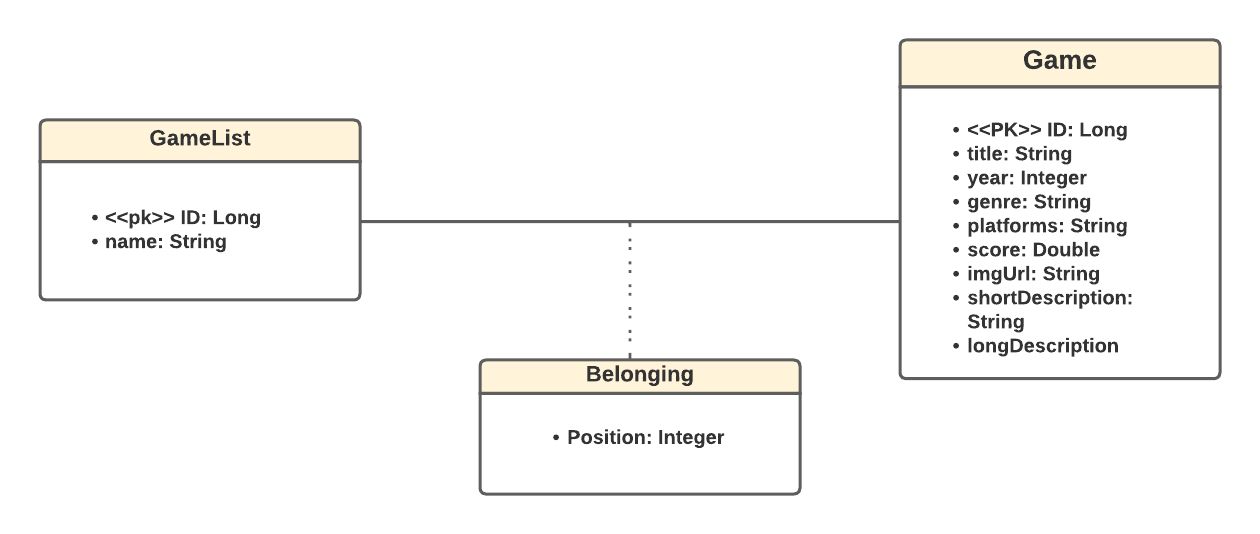 GameList
• <<pk>> ID: Long
• name: String
Game
• <<PK>> ID: Long
• title: String
• year: Integer
• genre: String
• platforms: String
• score: Double
• imgUrl: String
• shortDescription:
String
• longDescription
Belonging
• Position: Integer